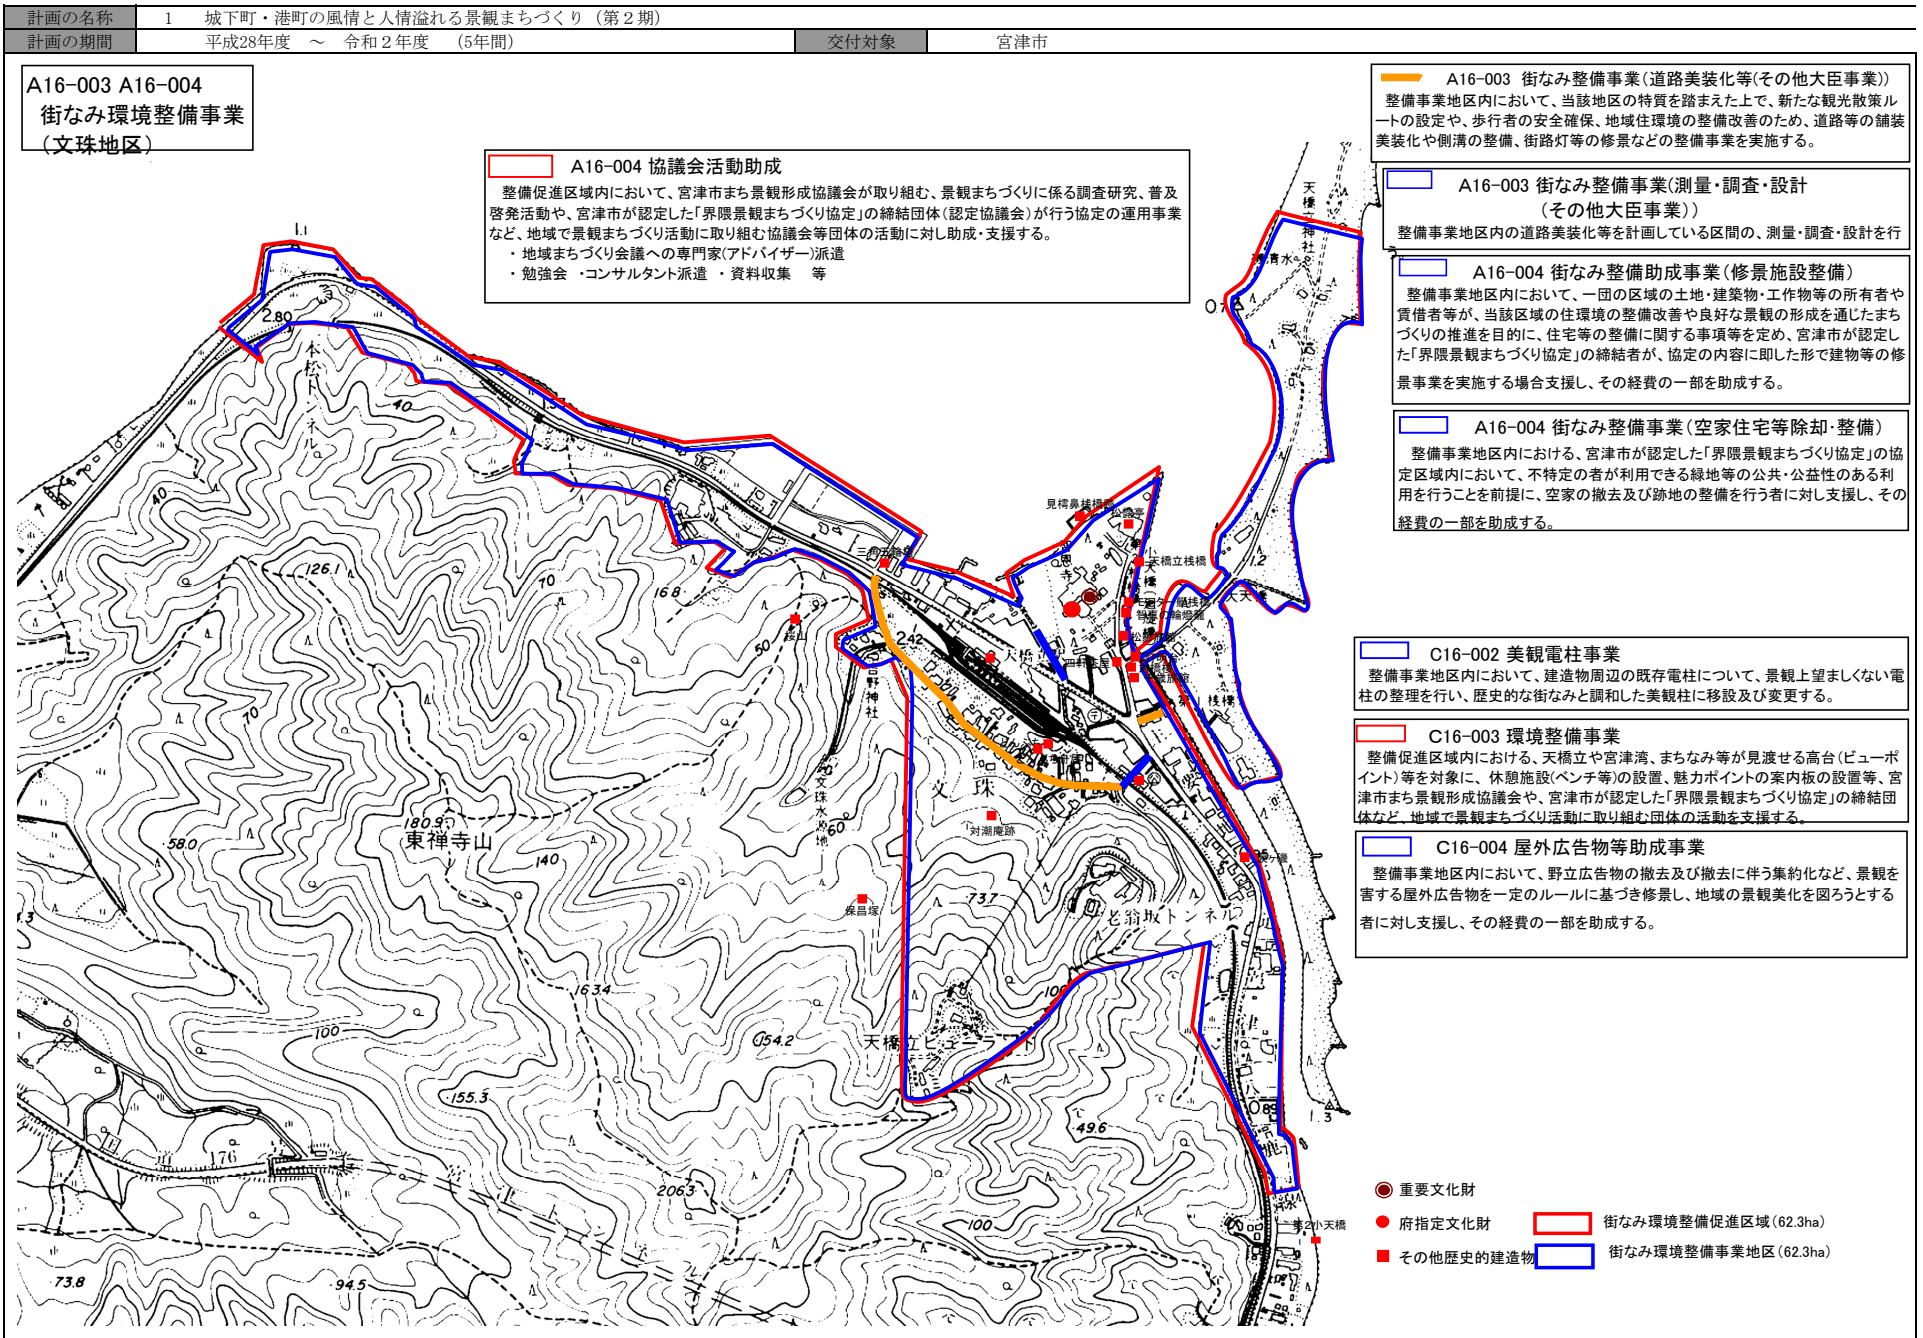 計画の名称 1 城下町・港町の風情と人情溢れる景観まちづくり（第２期）
計画の期間 平成28年度 ～ 令和２年度 （5年間） 交付対象 宮津市
A16-003 A16-004
街なみ環境整備事業
（文珠地区）
A16-004 協議会活動助成
整備促進区域内において、宮津市まち景観形成協議会が取り組む、景観まちづくりに係る調査研究、普及
啓発活動や、宮津市が認定した「界隈景観まちづくり協定」の締結団体（認定協議会）が行う協定の運用事業
など、地域で景観まちづくり活動に取り組む協議会等団体の活動に対し助成・支援する。
・地域まちづくり会議への専門家（アドバイザー）派遣
・勉強会 ・コンサルタント派遣 ・資料収集 等
A16-003 街なみ整備事業（道路美装化等（その他大臣事業））
整備事業地区内において、当該地区の特質を踏まえた上で、新たな観光散策ル
ートの設定や、歩行者の安全確保、地域住環境の整備改善のため、道路等の舗装
美装化や側溝の整備、街路灯等の修景などの整備事業を実施する。
A16-003 街なみ整備事業（測量・調査・設計
（その他大臣事業））
整備事業地区内の道路美装化等を計画している区間の、測量・調査・設計を行
う。
A16-004 街なみ整備助成事業（修景施設整備）
整備事業地区内において、一団の区域の土地・建築物・工作物等の所有者や
賃借者等が、当該区域の住環境の整備改善や良好な景観の形成を通じたまち
づくりの推進を目的に、住宅等の整備に関する事項等を定め、宮津市が認定し
た「界隈景観まちづくり協定」の締結者が、協定の内容に即した形で建物等の修
景事業を実施する場合支援し、その経費の一部を助成する。
A16-004 街なみ整備事業（空家住宅等除却・整備）
整備事業地区内における、宮津市が認定した「界隈景観まちづくり協定」の協
定区域内において、不特定の者が利用できる緑地等の公共・公益性のある利
用を行うことを前提に、空家の撤去及び跡地の整備を行う者に対し支援し、その
経費の一部を助成する。
C16-002 美観電柱事業
整備事業地区内において、建造物周辺の既存電柱について、景観上望ましくない電
柱の整理を行い、歴史的な街なみと調和した美観柱に移設及び変更する。
C16-003 環境整備事業
整備促進区域内における、天橋立や宮津湾、まちなみ等が見渡せる高台（ビューポ
イント）等を対象に、休憩施設（ベンチ等）の設置、魅力ポイントの案内板の設置等、宮
津市まち景観形成協議会や、宮津市が認定した「界隈景観まちづくり協定」の締結団
体など、地域で景観まちづくり活動に取り組む団体の活動を支援する。
C16-004 屋外広告物等助成事業
整備事業地区内において、野立広告物の撤去及び撤去に伴う集約化など、景観を
害する屋外広告物を一定のルールに基づき修景し、地域の景観美化を図ろうとする
者に対し支援し、その経費の一部を助成する。
天橋立神社
1.1
2.80
本松トンネル
40
40
126.1
70
168
50
70
60
2.42
1.2
見樗鼻桟橋跡
天橋立桟橋
智恵の輪燈籠
吉野神社
文珠
対潮庵跡
180.9
東禅寺山
58.0
140
保昌塚
73.7
老翁坂トンネル
163.4
100
154.2
100
天橋立ビューランド
155.3
49.6
176
206.3
100
73.8
94.5
1.3
第2小天橋
重要文化財
府指定文化財
その他歴史的建造物
街なみ環境整備促進区域（62.3ha）
街なみ環境整備事業地区（62.3ha）